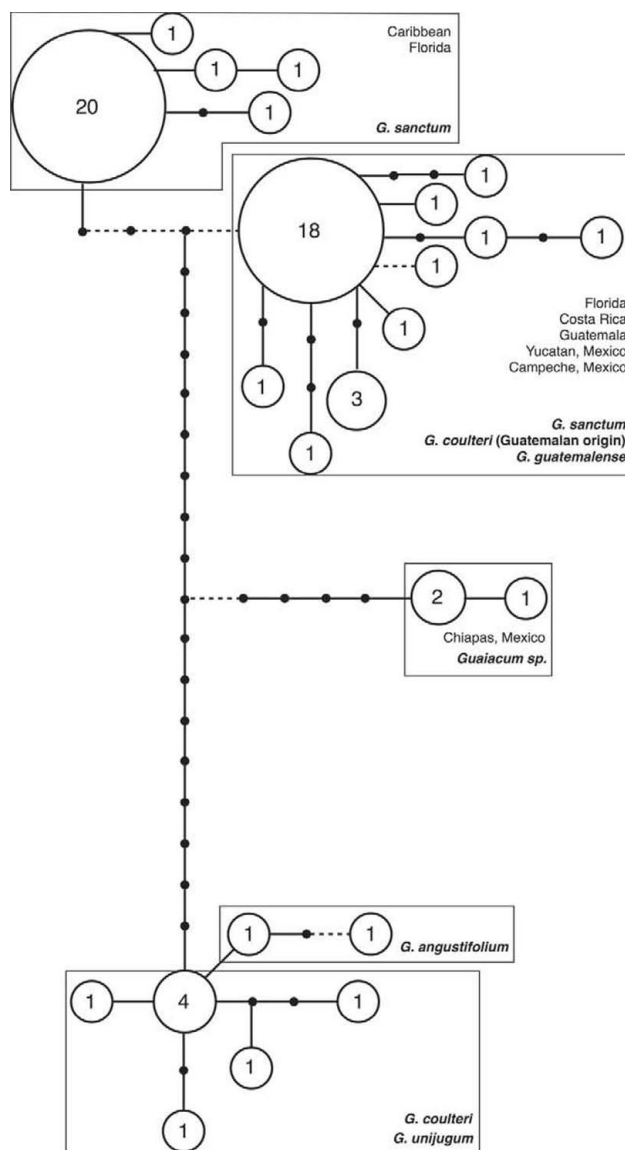 1
Caribbean
Florida
1
1
20
1
G. sanctum
1
18
1
1
1
1
Florida
Costa Rica
Guatemala
Yucatan, Mexico
Campeche, Mexico
1
1
3
G. sanctum
G. coulteri (Guatemalan origin)
G. guatemalense
1
2
1
Chiapas, Mexico
Guaiacum sp.
1
1
G. angustifolium
1
4
1
1
G. coulteri
1
G. unijugum